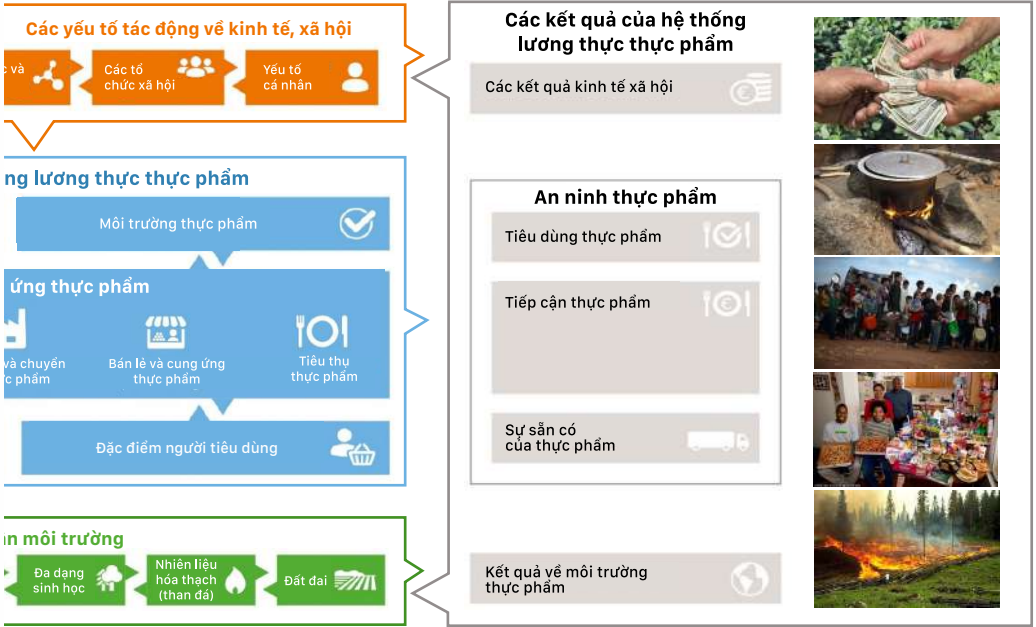 Các yếu tố tác động về kinh tế, xã hội
c và
Các tổ
chức xã hội
Yếu tố
cá nhân
ng lương thực thực phẩm
Môi trường thực phẩm
ứng thực phẩm
và chuyển
c phẩm
Bán lẻ và cung ứng
thực phẩm
Tiêu thụ
thực phẩm
Đặc điểm người tiêu dùng
n môi trường
Đa dạng
sinh học
Nhiên liệu
hóa thạch
(than đá)
Đất đai
Các kết quả của hệ thống
lương thực thực phẩm
Các kết quả kinh tế xã hội
An ninh thực phẩm
Tiêu dùng thực phẩm
Tiếp cận thực phẩm
Sự sẵn có
của thực phẩm
Kết quả về môi trường
thực phẩm